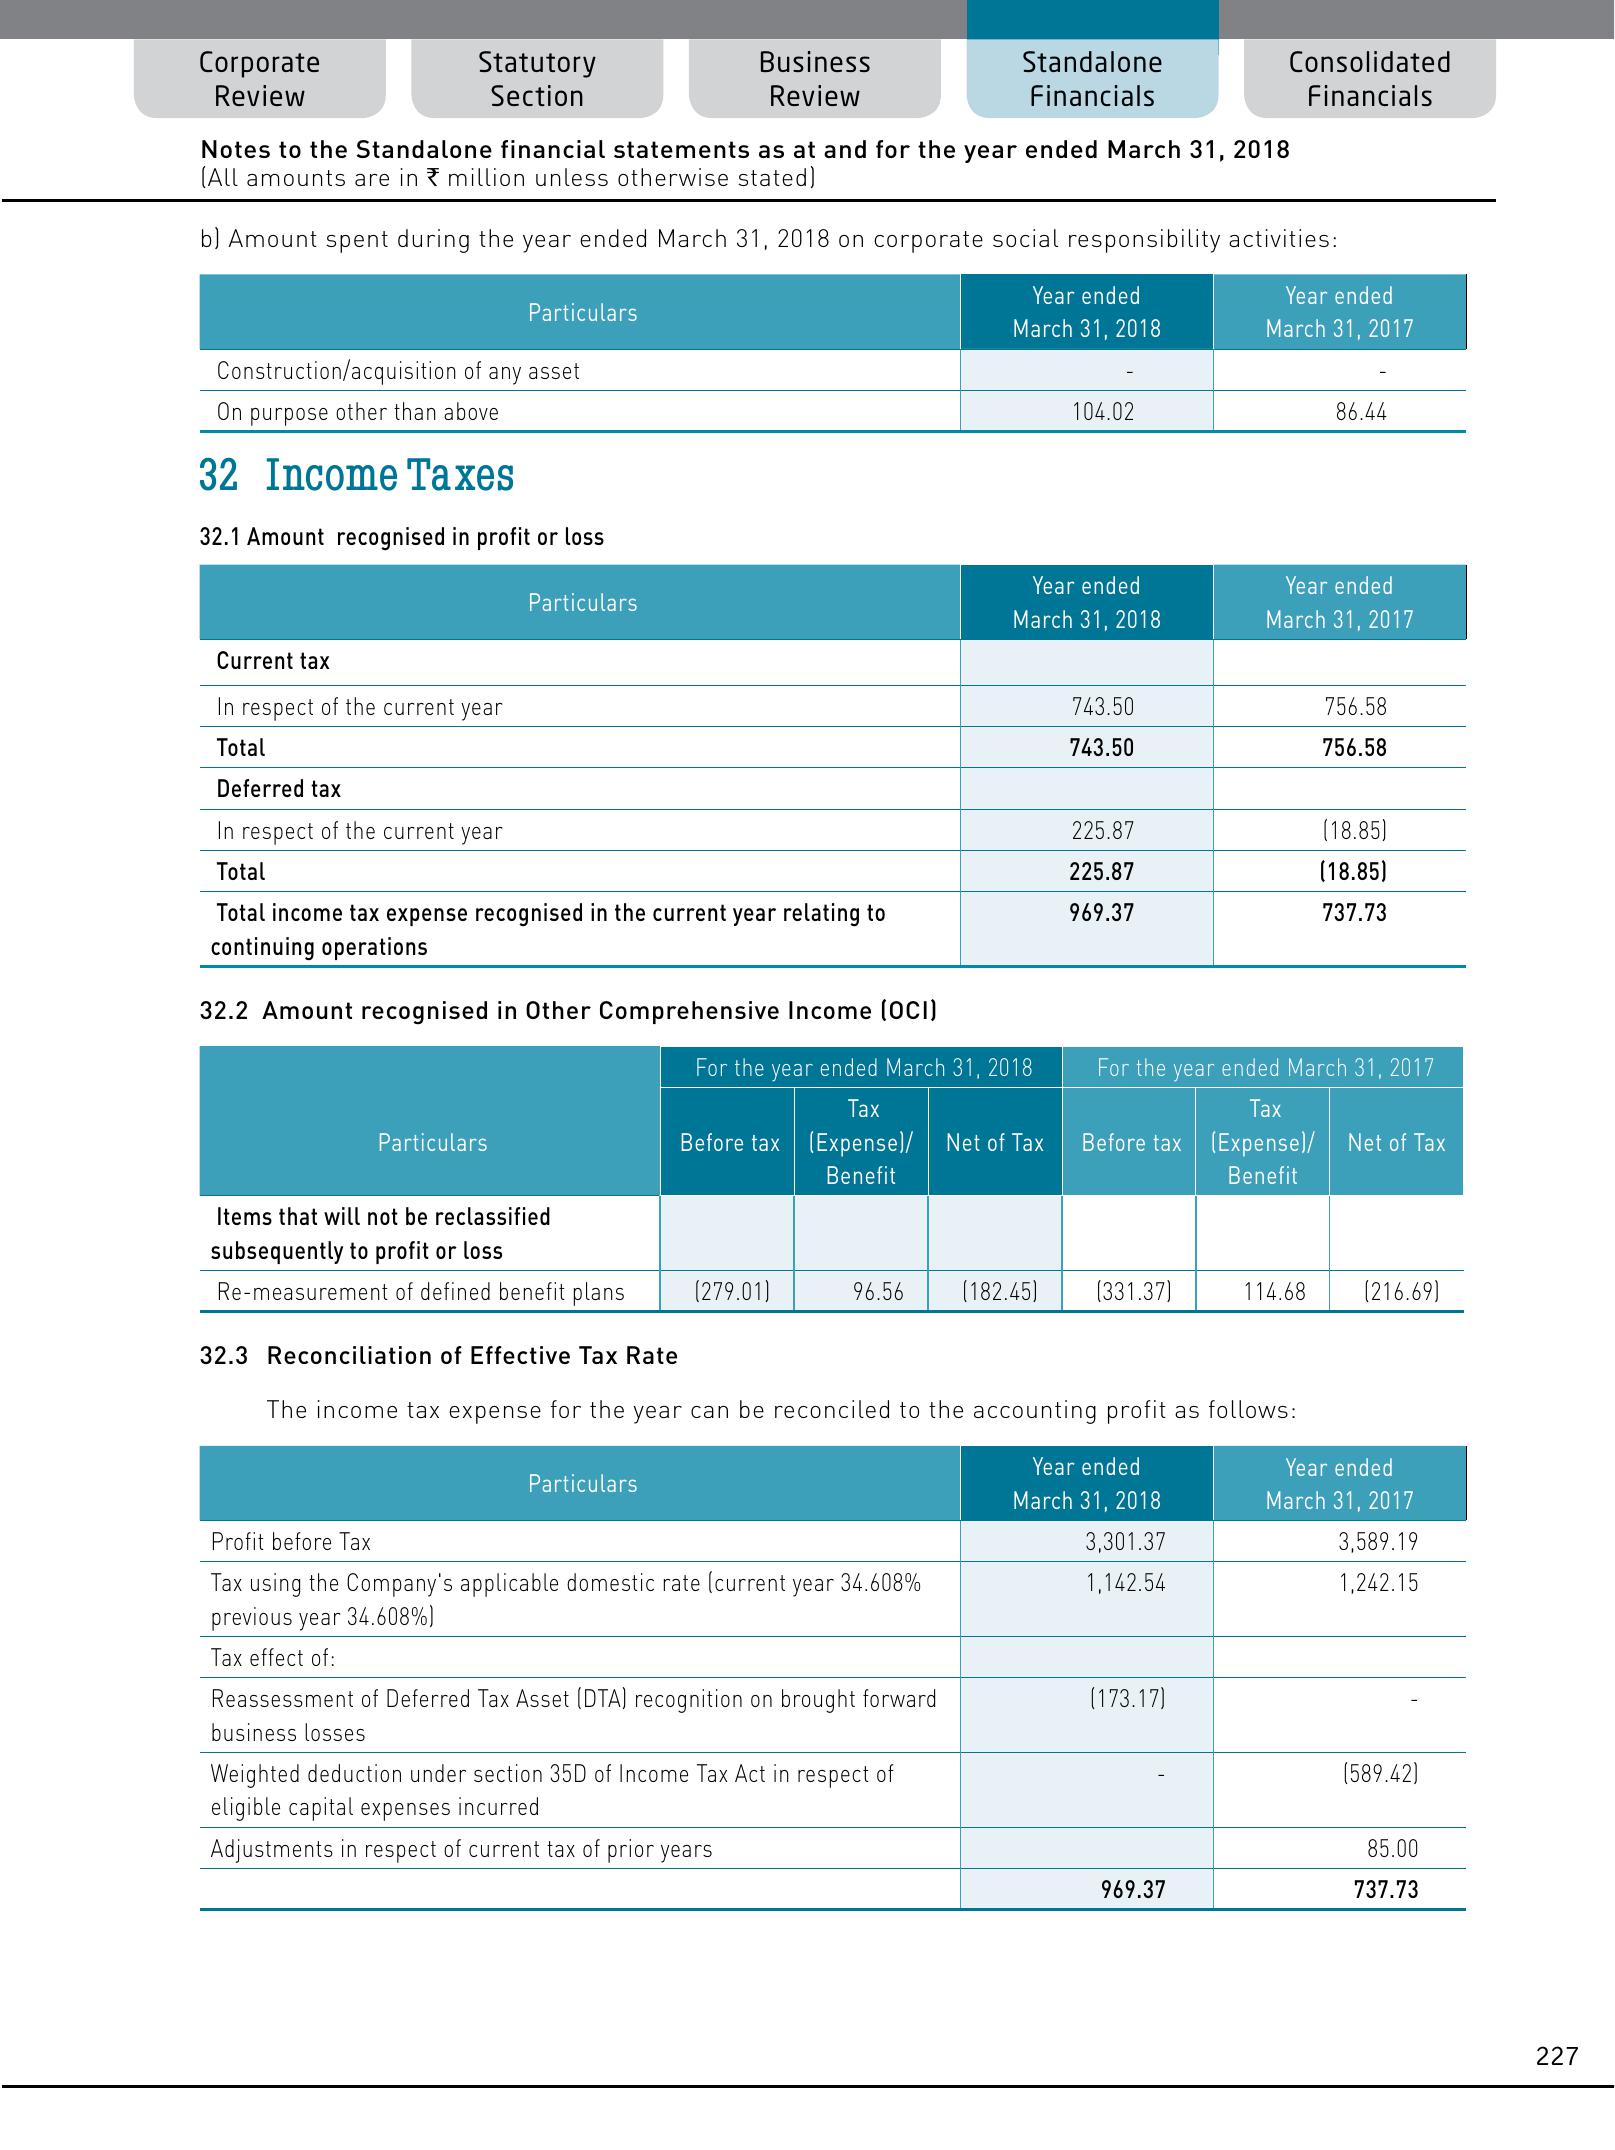 Corporate Review
Statutory Section
Business Review
Standalone Financials
Consolidated Financials
Notes to the Standalone financial statements as at and for the year ended March 31, 2018
(All amounts are in ₹ million unless otherwise stated)
b) Amount spent during the year ended March 31, 2018 on corporate social responsibility activities:
Particulars
Year ended March 31, 2018
Year ended March 31, 2017
Construction/acquisition of any asset - -
On purpose other than above 104.02 86.44
32 Income Taxes
32.1 Amount recognised in profit or loss
Particulars
Year ended March 31, 2018
Year ended March 31, 2017
Current tax
In respect of the current year 743.50 756.58
Total 743.50 756.58
Deferred tax
In respect of the current year 225.87 (18.85)
Total 225.87 (18.85)
Total income tax expense recognised in the current year relating to 969.37 737.73
continuing operations
32.2 Amount recognised in Other Comprehensive Income (OCI)
Particulars
For the year ended March 31, 2018
For the year ended March 31, 2017
Before tax
Tax (Expense)/ Benefit
Net of Tax
Before tax
Tax (Expense)/ Benefit
Net of Tax
Items that will not be reclassified
subsequently to profit or loss
Re-measurement of defined benefit plans (279.01) 96.56 (182.45) (331.37) 114.68 (216.69)
32.3 Reconciliation of Effective Tax Rate
The income tax expense for the year can be reconciled to the accounting profit as follows:
Particulars
Year ended March 31, 2018
Year ended March 31, 2017
Profit before Tax 3,301.37 3,589.19
Tax using the Company's applicable domestic rate (current year 34.608% 1,142.54 1,242.15
previous year 34.608%)
Tax effect of:
Reassessment of Deferred Tax Asset (DTA) recognition on brought forward (173.17) -
business losses
Weighted deduction under section 35D of Income Tax Act in respect of - (589.42)
eligible capital expenses incurred
Adjustments in respect of current tax of prior years 85.00
969.37 737.73
227